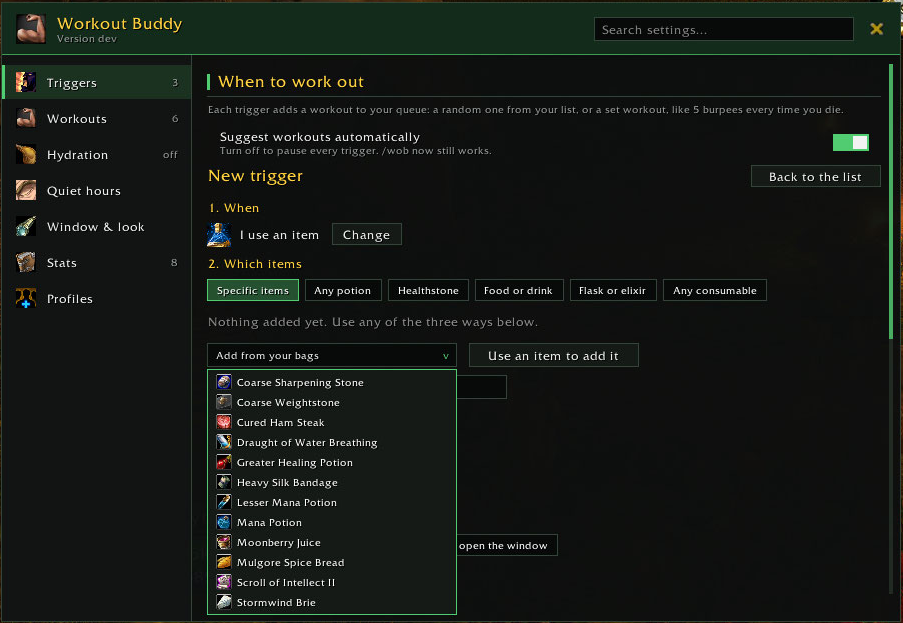 Workout Buddy
Version dev
Search settings...
Triggers 3
Workouts 6
Hydration off
Quiet hours
Window & look
Stats 8
Profiles
When to work out
Each trigger adds a workout to your queue: a random one from your list, or a set workout, like 5 burpees every time you die.
Suggest workouts automatically
Turn off to pause every trigger. /wob now still works.
New trigger
Back to the list
1. When
I use an item
Change
2. Which items
Specific items
Any potion
Healthstone
Food or drink
Flask or elixir
Any consumable
Nothing added yet. Use any of the three ways below.
Add from your bags v
Use an item to add it
Coarse Sharpening Stone
Coarse Weightstone
Cured Ham Steak
Draught of Water Breathing
Greater Healing Potion
Heavy Silk Bandage
Lesser Mana Potion
Mana Potion
Moonberry Juice
open the window
Mulgore Spice Bread
Scroll of Intellect II
Stormwind Brie